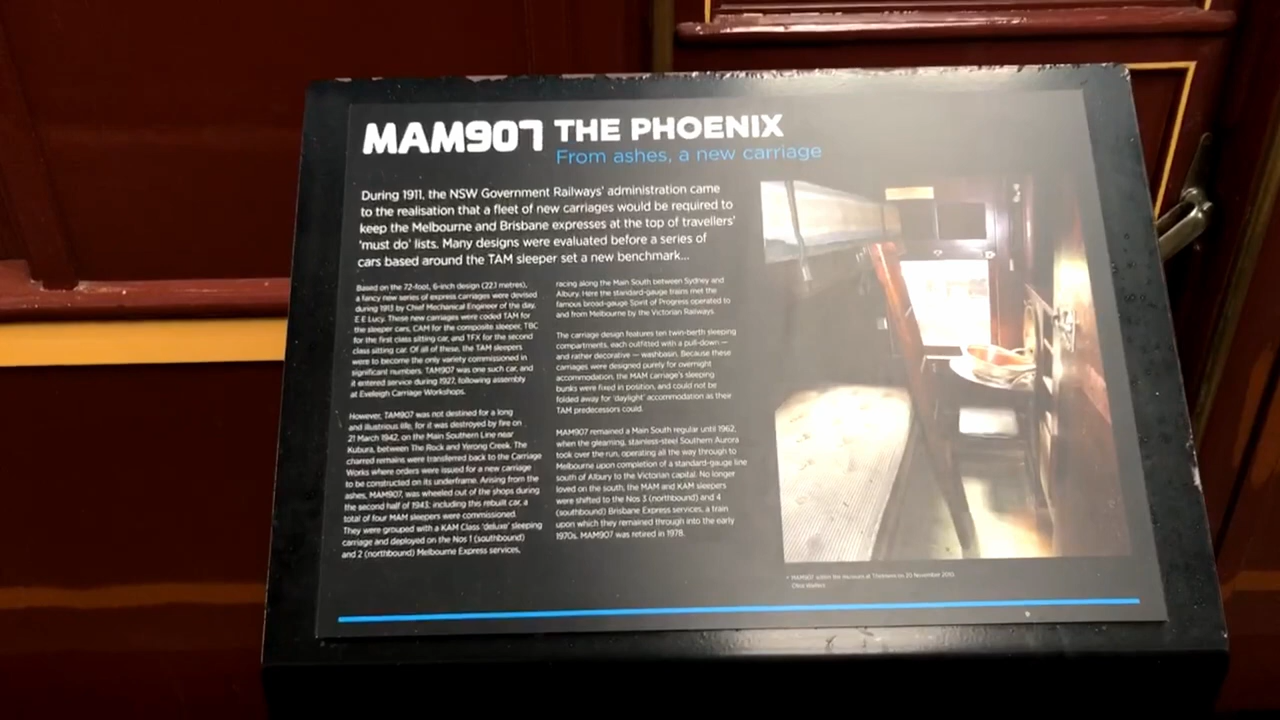 MAM907 THE PHOENIX
From ashes, a new carriage
During 1911, the NSW Government Railways' administration came
to the realisation that a fleet of new carriages would be required to
keep the Melbourne and Brisbane expresses at the top of travellers'
'must do' lists. Many designs were evaluated before a series of
cars based around the TAM sleeper set a new benchmark...
Based on the 72-foot, 6-inch design (22.1 metres),
a fancy new series of express carriages were devised
during 1913 by Chief Mechanical Engineer of the day,
E E Lucy. These new carriages were coded TAM for
the sleeper cars, CAM for the composite sleeper, TBC
for the first class sitting car, and TFX for the second
class sitting car. Of all of these, the TAM sleepers
were to become the only variety commissioned in
significant numbers. TAM907 was one such car, and
it entered service during 1927, following assembly
at Eveleigh Carriage Workshops.
However, TAM907 was not destined for a long
and illustrious life, for it was destroyed by fire on
21 March 1942, on the Main Southern Line near
Kubura, between The Rock and Yerong Creek. The
charred remains were transferred back to the Carriage
Works where orders were issued for a new carriage
to be constructed on its underframe. Arising from the
ashes, MAM907, was wheeled out of the shops during
the second half of 1943; including this rebuilt car, a
total of four MAM sleepers were commissioned.
They were grouped with a KAM Class 'deluxe' sleeping
carriage and deployed on the Nos 1 (southbound)
and 2 (northbound) Melbourne Express services,
racing along the Main South between Sydney and
Albury. Here the standard-gauge trains met the
famous broad-gauge Spirit of Progress operated to
and from Melbourne by the Victorian Railways.
The carriage design features ten twin-berth sleeping
compartments, each outfitted with a pull-down —
and rather decorative — washbasin. Because these
carriages were designed purely for overnight
accommodation, the MAM carriage's sleeping
bunks were fixed in position, and could not be
folded away for 'daylight' accommodation as their
TAM predecessors could.
MAM907 remained a Main South regular until 1962,
when the gleaming, stainless-steel Southern Aurora
took over the run, operating all the way through to
Melbourne upon completion of a standard-gauge line
south of Albury to the Victorian capital. No longer
loved on the south, the MAM and KAM sleepers
were shifted to the Nos 3 (northbound) and 4
(southbound) Brisbane Express services, a train
upon which they remained through into the early
1970s. MAM907 was retired in 1978.
MAM907 within the museum at Thirlmere on 20 November 2010.